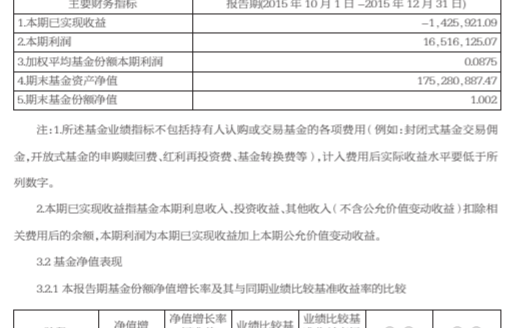 主要财务指标 报告期(2015 年 10 月 1 日 -2015 年 12 月 31 日)
1.本期已实现收益 -1,425,921.09
2.本期利润 16,516,125.07
3.加权平均基金份额本期利润 0.0875
4.期末基金资产净值 175,280,887.47
5.期末基金份额净值 1.002
注:1.所述基金业绩指标不包括持有人认购或交易基金的各项费用(例如:封闭式基金交易佣
金,开放式基金的申购赎回费、红利再投资费、基金转换费等),计入费用后实际收益水平要低于所
列数字。
2.本期已实现收益指基金本期利息收入、投资收益、其他收入(不含公允价值变动收益)扣除相
关费用后的余额,本期利润为本期已实现收益加上本期公允价值变动收益。
3.2 基金净值表现
3.2.1 本报告期基金份额净值增长率及其与同期业绩比较基准收益率的比较
净值增 净值增长率 业绩比较基 业绩比较基